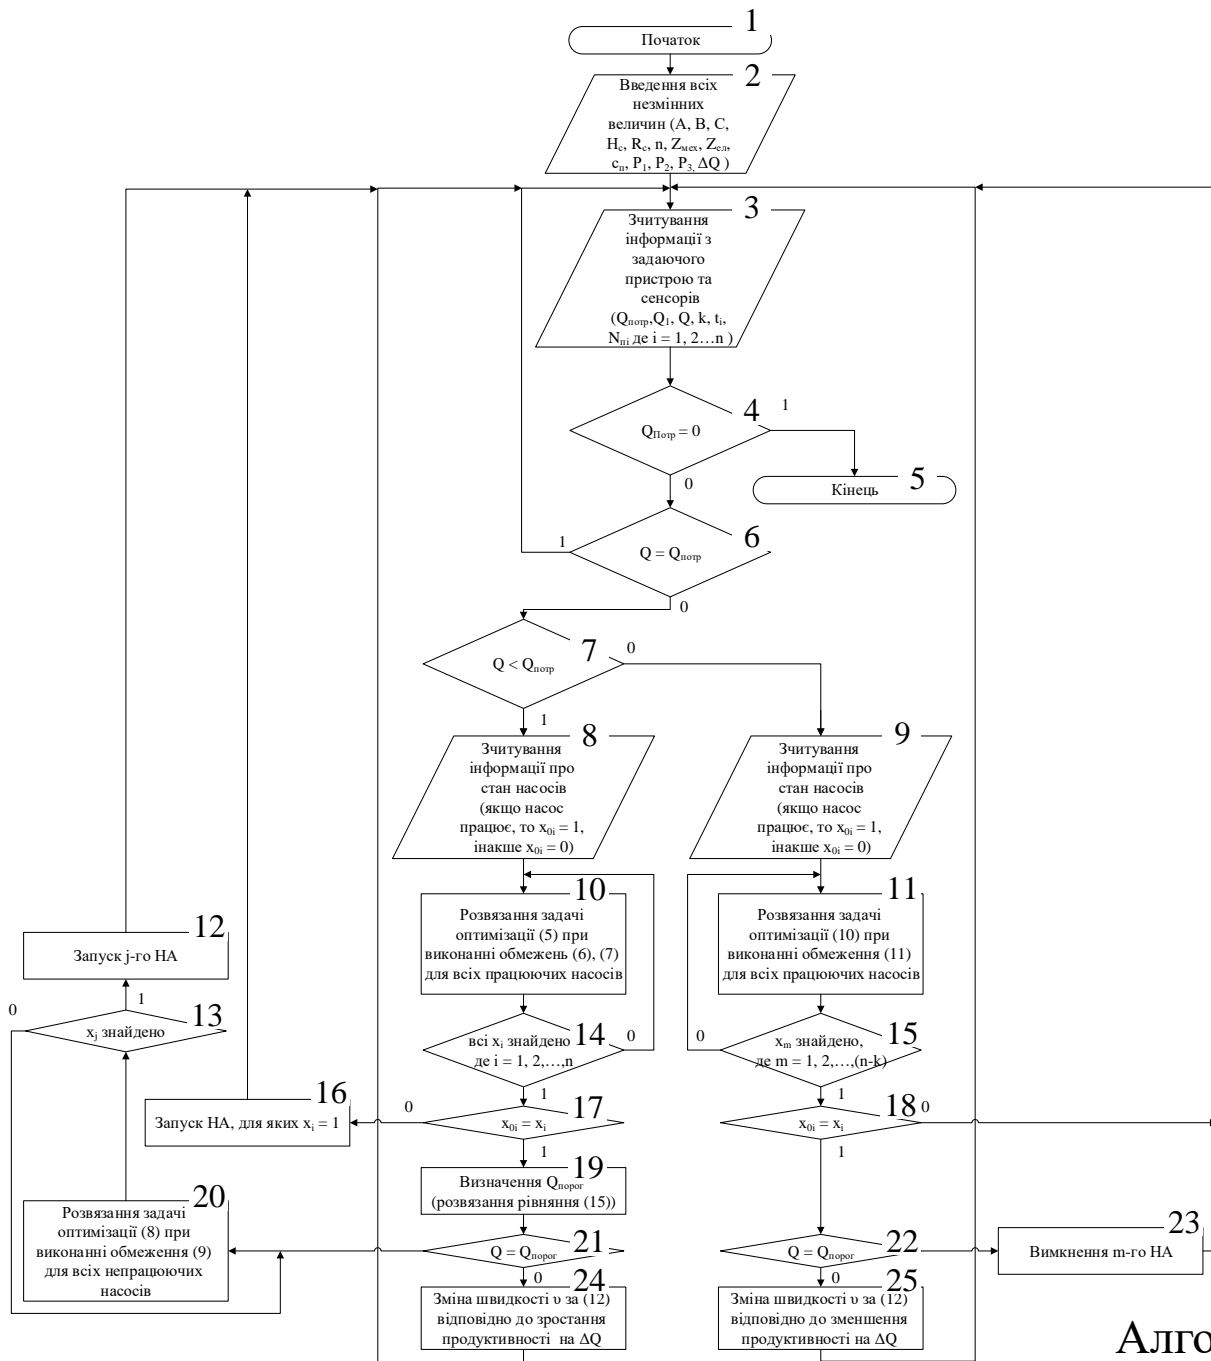 1
Початок
2
Введення всіх
незмінних
величин (A, B, C,
Hс, Rс, n, Zмех, Zел,
сп, P1, P2, P3, ΔQ )
3
Зчитування
інформації з
задаючого
пристрою та
сенсорів
(Qпотр,Q1, Q, k, ti,
Nпі де i = 1, 2...n )
4
1
QПотр = 0
0
5
Кінець
6
1
Q = Qпотр
0
7
0
Q < Qпотр
1
8
Зчитування
інформації про
стан насосів
(якщо насос
працює, то x0i = 1,
інакше x0i = 0)
9
Зчитування
інформації про
стан насосів
(якщо насос
працює, то x0i = 1,
інакше x0i = 0)
10
Розвязання задачі
оптимізації (5) при
виконанні обмежень (6), (7)
для всіх працюючих насосів
11
Розвязання задачі
оптимізації (10) при
виконанні обмеження (11)
для всіх працюючих насосів
12
Запуск j-го НА
1
0
13
xj знайдено
14
0
всі xi знайдено
де i = 1, 2,…,n
1
15
0
xm знайдено,
де m = 1, 2,…,(n-k)
1
16
Запуск НА, для яких xi = 1
17
0
x0i = xi
1
18
0
x0i = xi
1
19
Визначення Qпорог
(розвязання рівняння (15))
20
Розвязання задачі
оптимізації (8) при
виконанні обмеження (9)
для всіх непрацюючих
насосів
21
Q = Qпорог
0
22
Q = Qпорог
0
23
Вимкнення m-го НА
24
Зміна швидкості υ за (12)
відповідно до зростання
продуктивності на ΔQ
25
Зміна швидкості υ за (12)
відповідно до зменшення
продуктивності на ΔQ
Алго